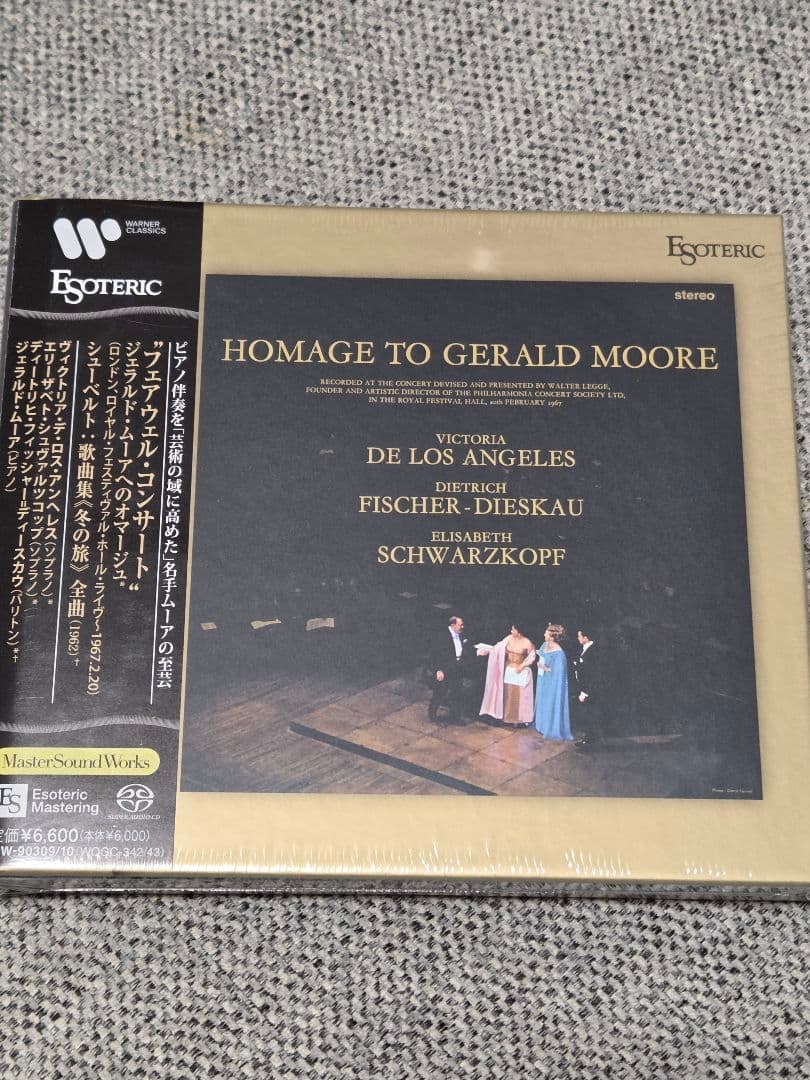 WARNER
CLASSICS
ESOTERIC
ピアノ伴奏を「芸術の域に高めた」名手ムーアの至芸
"フェアウェル・コンサート"
ジェラルド・ムーアへのオマージュ*
(ロンドン、ロイヤル・フェスティヴァル・ホール・ライヴ〜1967.2.20)
シューベルト:歌曲集《冬の旅》全曲(1962)†
ヴィクトリア・デ・ロス・アンヘレス(ソプラノ)*
エリーザベト・シュヴァルツコップ(ソプラノ)*
ディートリヒ・フィッシャー=ディースカウ(バリトン)*†
ジェラルド・ムーア(ピアノ)
MasterSoundWorks
ES
Esoteric
Mastering
SUPER AUDIO CD
定価¥6,600(本体¥6,000)
W-90309/10 (WQGC-342/43)
ESOTERIC
stereo
HOMAGE TO GERALD MOORE
RECORDED AT THE CONCERT DEVISED AND PRESENTED BY WALTER LEGGE,
FOUNDER AND ARTISTIC DIRECTOR OF THE PHILHARMONIA CONCERT SOCIETY LTD,
IN THE ROYAL FESTIVAL HALL, 20th FEBRUARY 1967
VICTORIA
DE LOS ANGELES
DIETRICH
FISCHER-DIESKAU
ELISABETH
SCHWARZKOPF